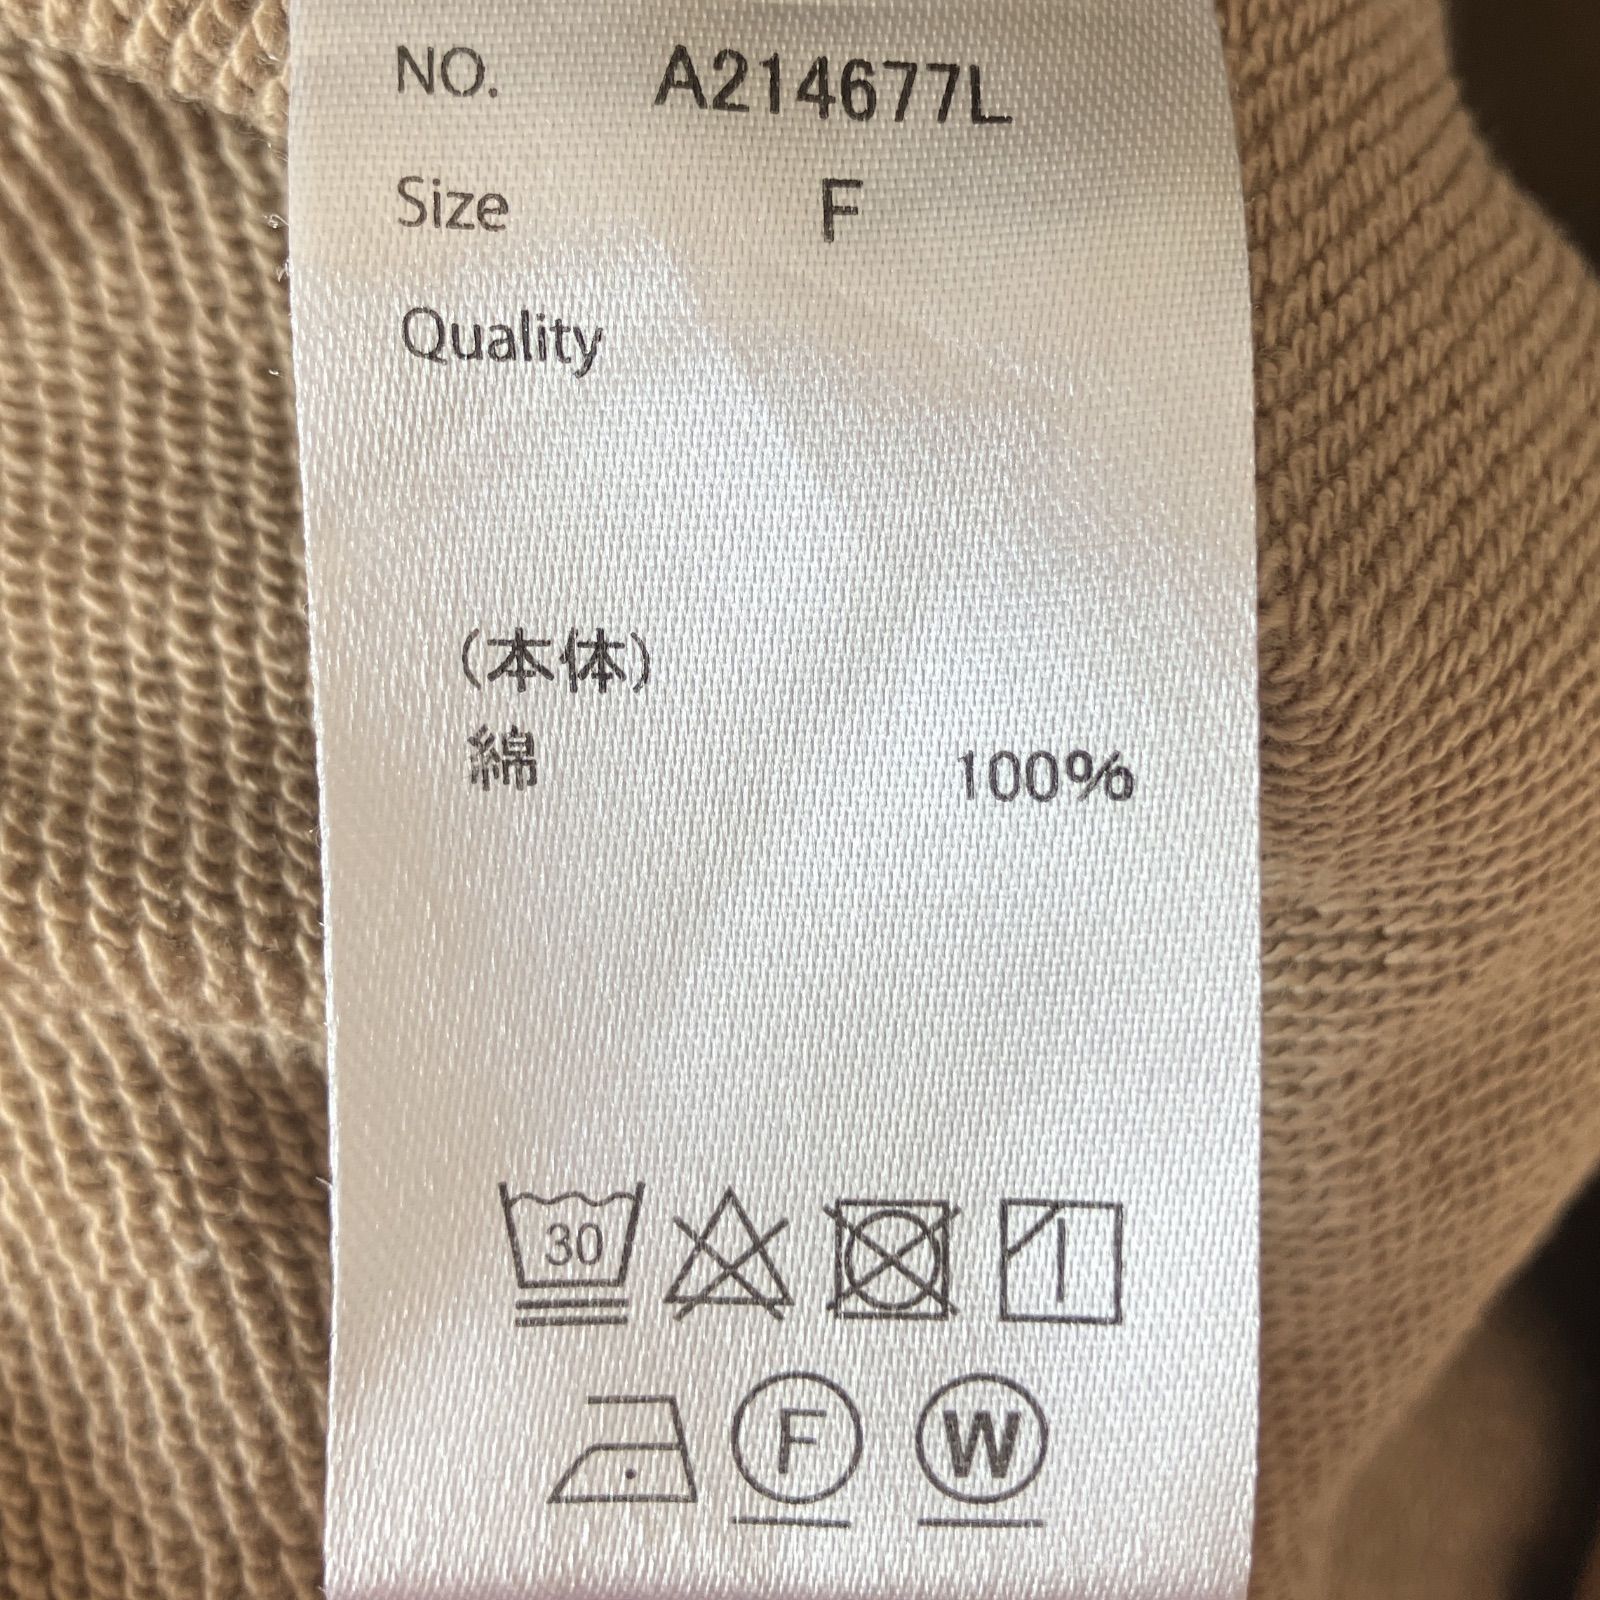 NO. A214677L
Size F
Quality
(本体)
綿 100%
30
F W